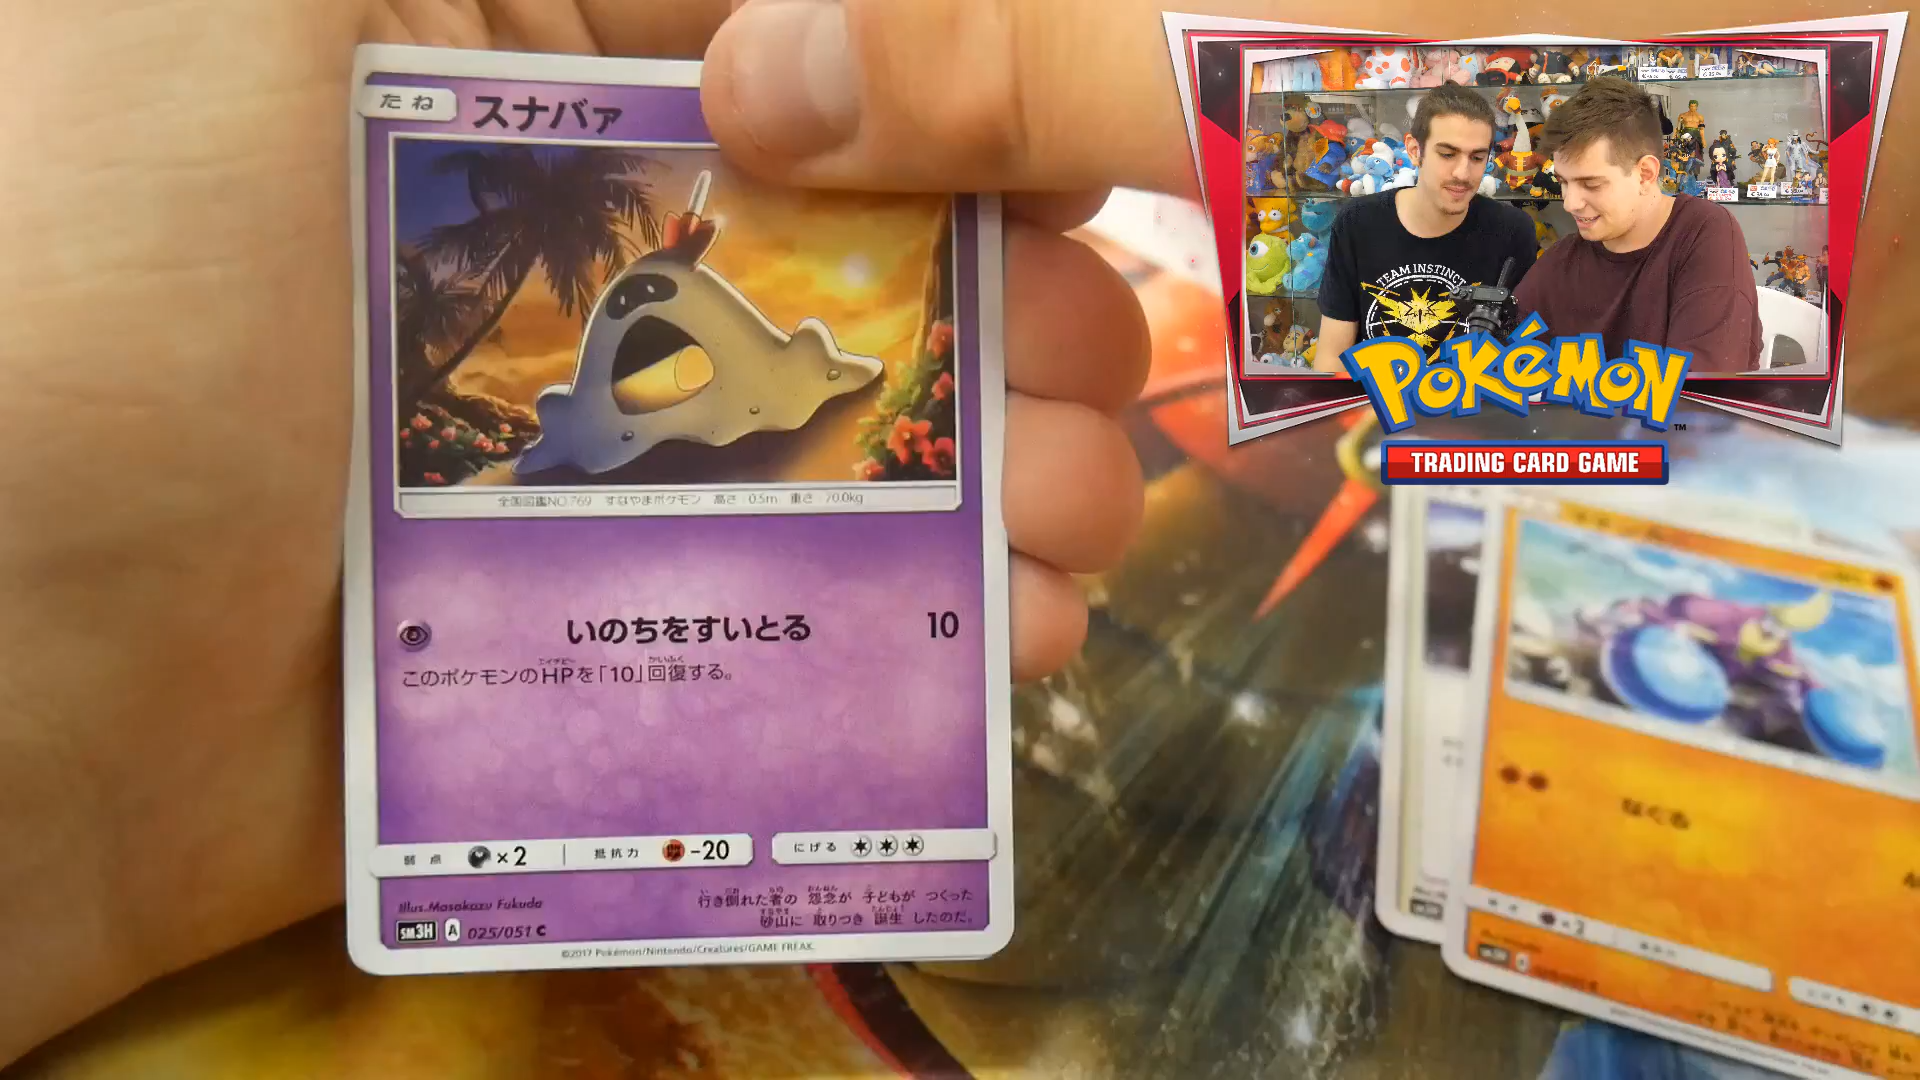 たね スナバァ
全国図鑑NO.769 すなやまポケモン 高さ:0.5m 重さ:70.0kg
いのちをすいとる 10
このポケモンのHPを「10」回復する。
弱点 ×2 抵抗力 -20 にげる
Illus.Masakazu Fukuda
行き倒れた者の 怨念が 子どもが つくった
砂山に 取りつき 誕生 したのだ。
SM3H A 025/051 C
©2017 Pokémon/Nintendo/Creatures/GAME FREAK.
TEAM INSTINCT
POKéMON
TM
TRADING CARD GAME
なぐる
×2